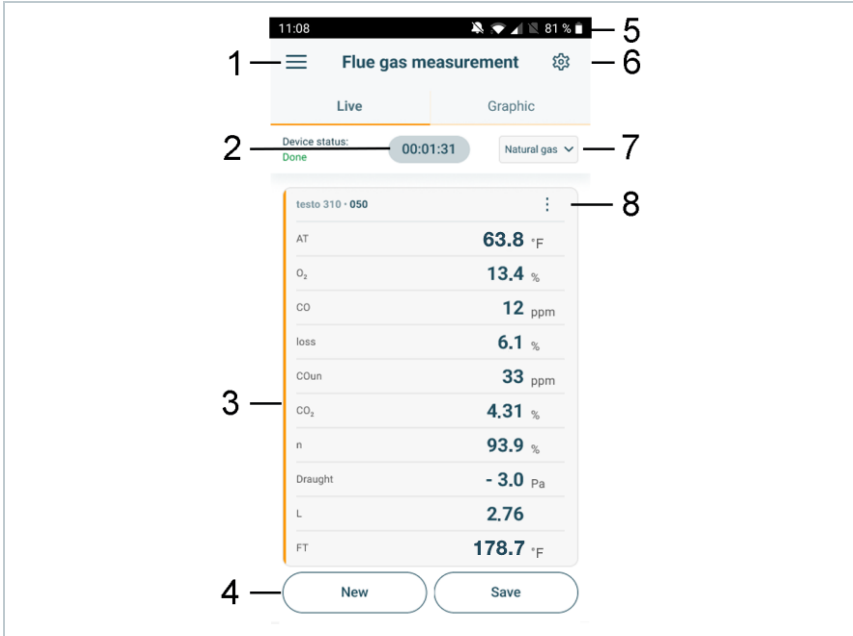 11:08 81 % 5
1 Flue gas measurement 6
Live Graphic
Device status:
Done
2 00:01:31 Natural gas 7
testo 310 · 050 8
AT 63.8 °F
O₂ 13.4 %
CO 12 ppm
loss 6.1 %
COun 33 ppm
3
CO₂ 4.31 %
n 93.9 %
Draught - 3.0 Pa
L 2.76
FT 178.7 °F
4 New Save